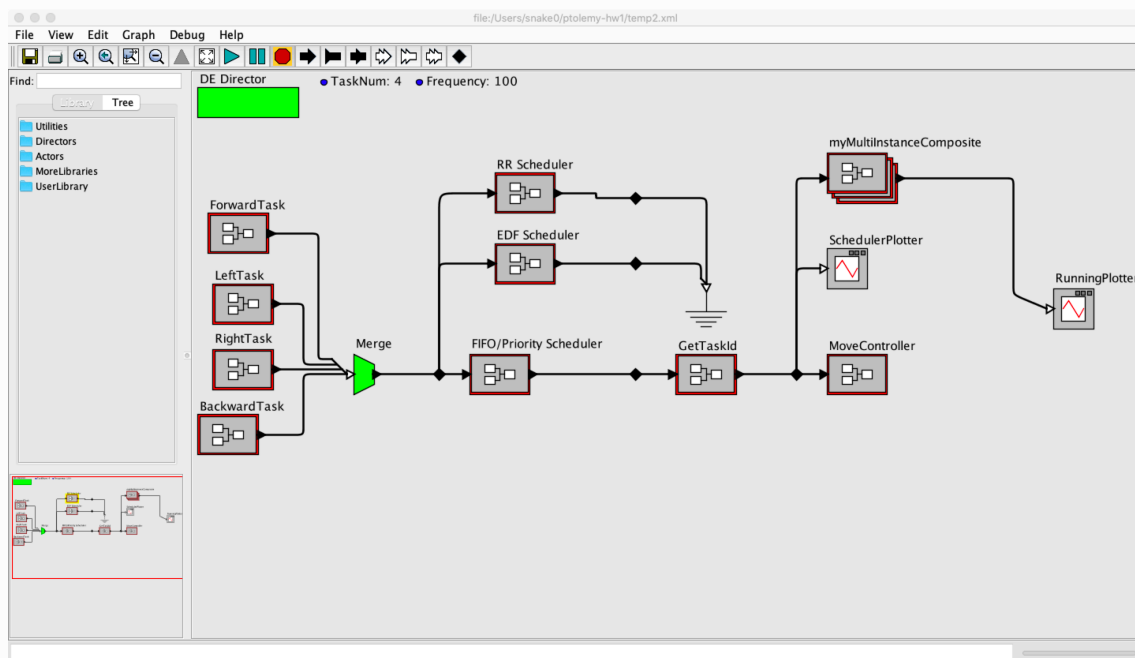 file:/Users/snake0/ptolemy-hw1/temp2.xml
File View Edit Graph Debug Help
Find:
Library Tree
Utilities
Directors
Actors
MoreLibraries
UserLibrary
DE Director
TaskNum: 4 Frequency: 100
myMultiInstanceComposite
RR Scheduler
ForwardTask
EDF Scheduler
SchedulerPlotter
LeftTask
RunningPlotter
RightTask
Merge
FIFO/Priority Scheduler
GetTaskId
MoveController
BackwardTask